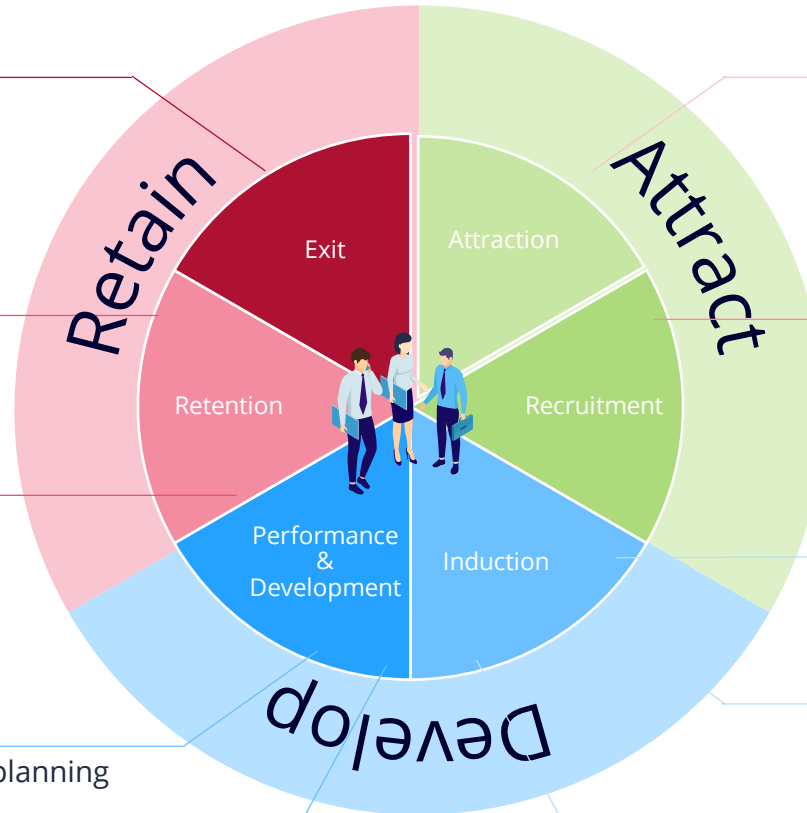 Retain
Attract
Exit
Attraction
Retention
Recruitment
Performance
&
Development
Induction
Develop
planning